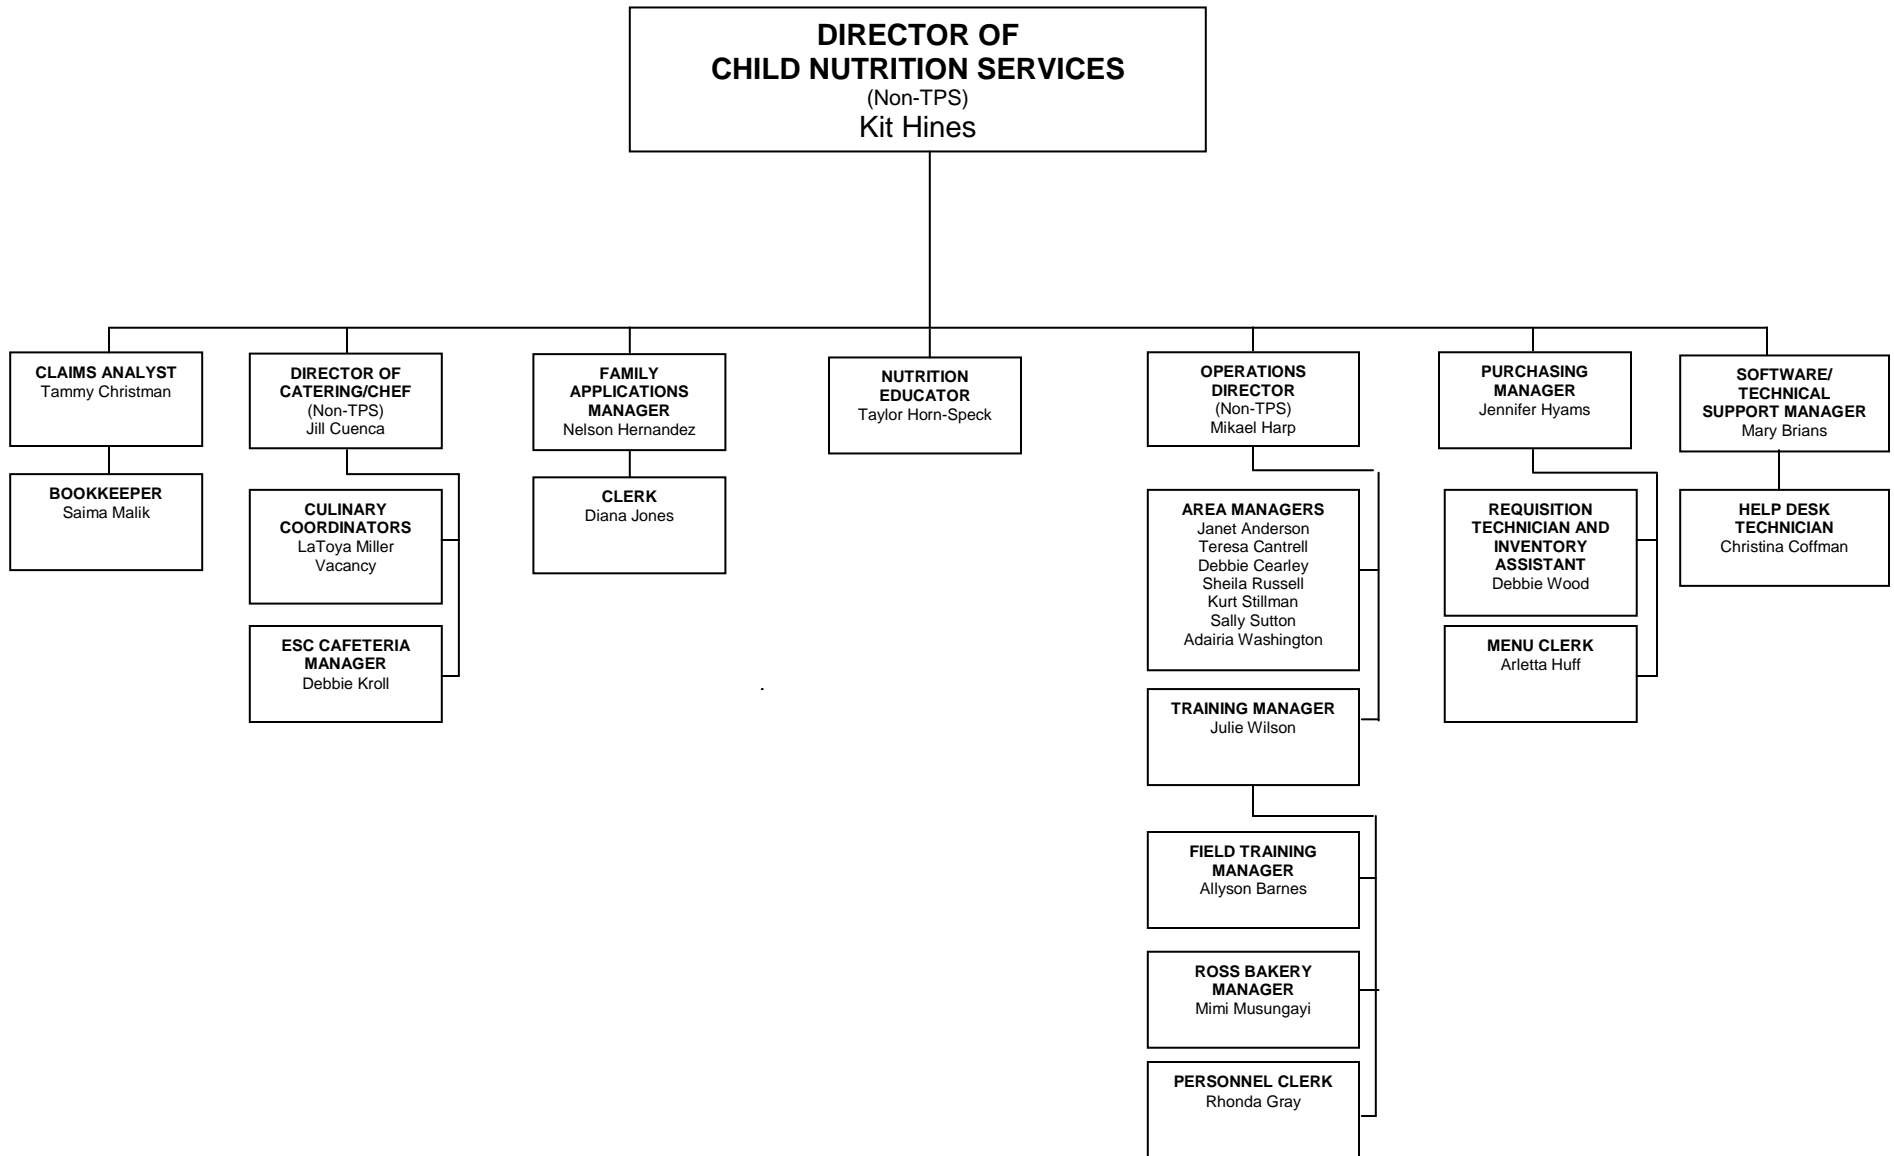 DIRECTOR OF
CHILD NUTRITION SERVICES
(Non-TPS)
Kit Hines
CLAIMS ANALYST
Tammy Christman
DIRECTOR OF
CATERING/CHEF
(Non-TPS)
Jill Cuenca
FAMILY
APPLICATIONS
MANAGER
Nelson Hernandez
NUTRITION
EDUCATOR
Taylor Horn-Speck
OPERATIONS
DIRECTOR
(Non-TPS)
Mikael Harp
PURCHASING
MANAGER
Jennifer Hyams
SOFTWARE/
TECHNICAL
SUPPORT MANAGER
Mary Brians
BOOKKEEPER
Saima Malik
CULINARY
COORDINATORS
LaToya Miller
Vacancy
CLERK
Diana Jones
AREA MANAGERS
Janet Anderson
Teresa Cantrell
Debbie Cearley
Sheila Russell
Kurt Stillman
Sally Sutton
Adairia Washington
REQUISITION
TECHNICIAN AND
INVENTORY
ASSISTANT
Debbie Wood
HELP DESK
TECHNICIAN
Christina Coffman
ESC CAFETERIA
MANAGER
Debbie Kroll
MENU CLERK
Arletta Huff
TRAINING MANAGER
Julie Wilson
FIELD TRAINING
MANAGER
Allyson Barnes
ROSS BAKERY
MANAGER
Mimi Musungayi
PERSONNEL CLERK
Rhonda Gray